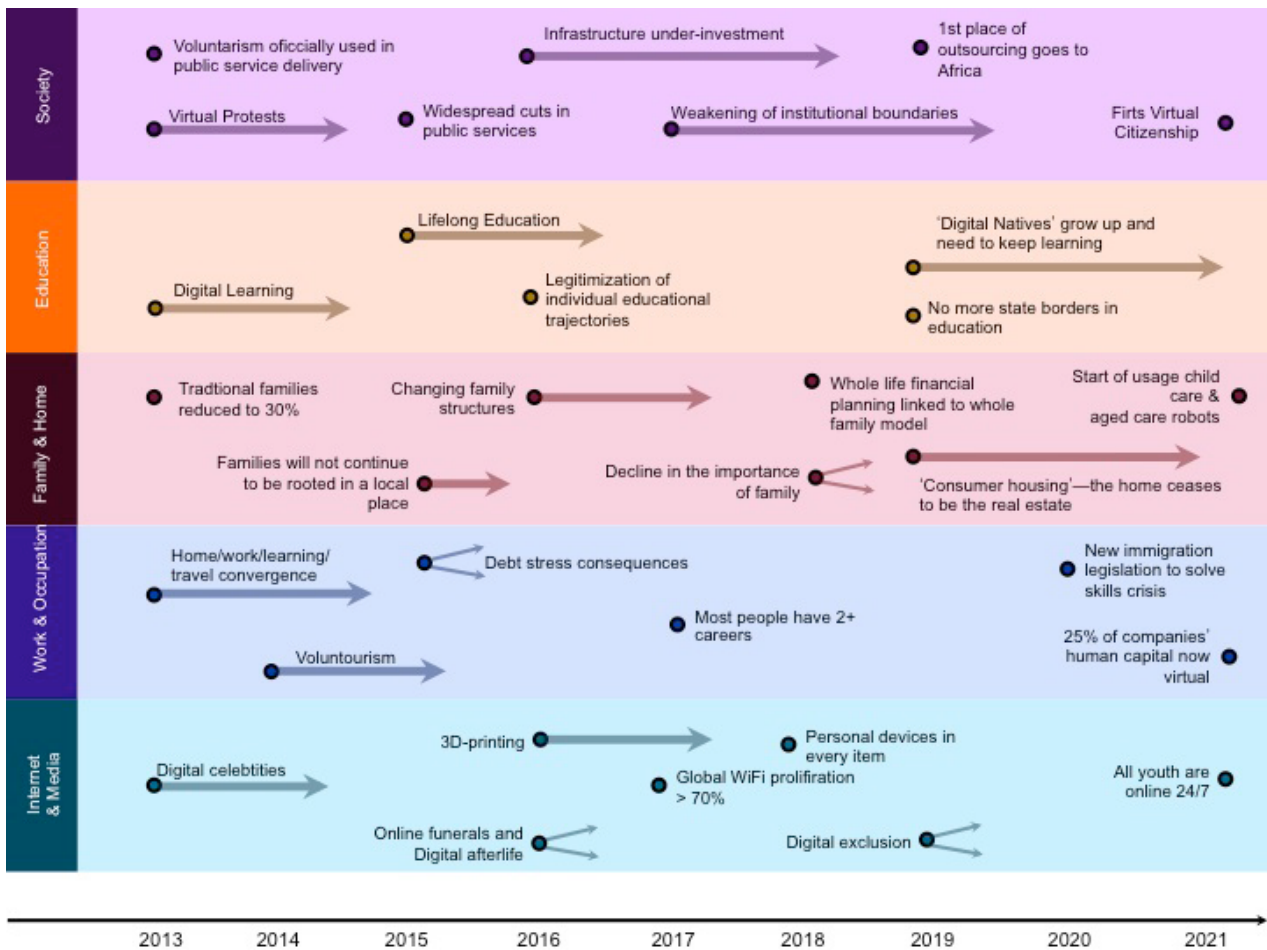 Society
Voluntarism oficcially used in
public service delivery
Infrastructure under-investment
1st place of
outsourcing goes to
Africa
Virtual Protests
Widespread cuts in
public services
Weakening of institutional boundaries
Firts Virtual
Citizenship
Education
Lifelong Education
'Digital Natives' grow up and
need to keep learning
Digital Learning
Legitimization of
individual educational
trajectories
No more state borders in
education
Family & Home
Tradtional families
reduced to 30%
Changing family
structures
Whole life financial
planning linked to whole
family model
Start of usage child
care &
aged care robots
Families will not continue
to be rooted in a local
place
Decline in the importance
of family
'Consumer housing'—the home ceases
to be the real estate
Work & Occupation
Home/work/learning/
travel convergence
Debt stress consequences
New immigration
legislation to solve
skills crisis
Most people have 2+
careers
Voluntourism
25% of companies'
human capital now
virtual
Internet
& Media
3D-printing
Personal devices in
every item
Digital celebtities
Global WiFi prolifiration
> 70%
All youth are
online 24/7
Online funerals and
Digital afterlife
Digital exclusion
2013 2014 2015 2016 2017 2018 2019 2020 2021